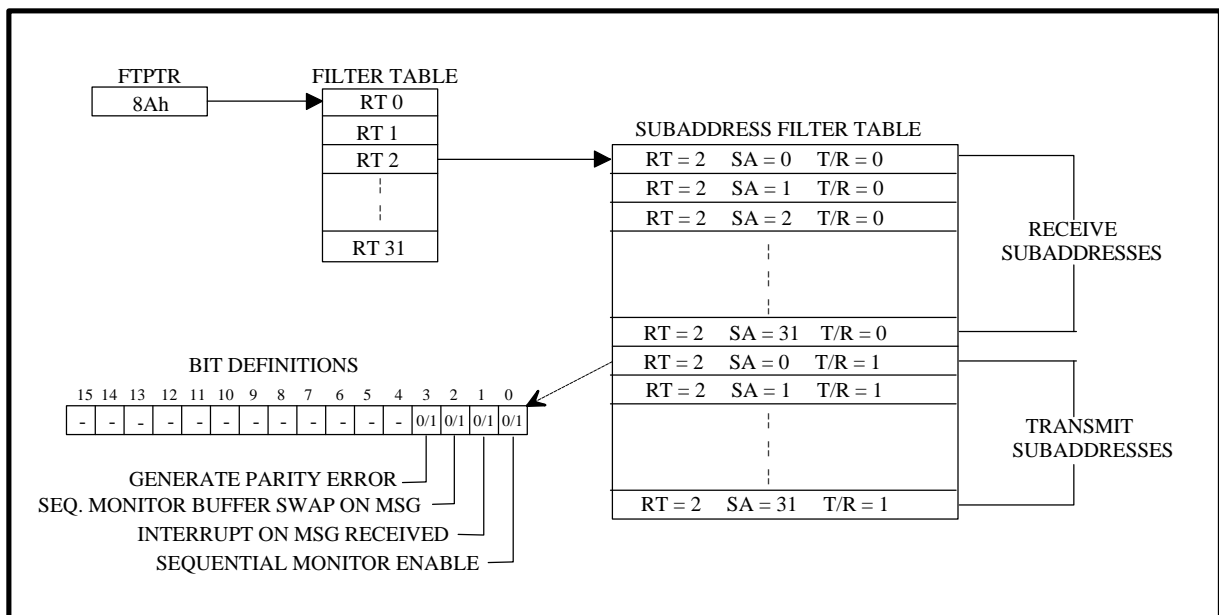 FTPTR
8Ah
FILTER TABLE
RT 0
RT 1
RT 2
RT 31
SUBADDRESS FILTER TABLE
RT = 2 SA = 0 T/R = 0
RT = 2 SA = 1 T/R = 0
RT = 2 SA = 2 T/R = 0
RT = 2 SA = 31 T/R = 0
RT = 2 SA = 0 T/R = 1
RT = 2 SA = 1 T/R = 1
RT = 2 SA = 31 T/R = 1
RECEIVE
SUBADDRESSES
TRANSMIT
SUBADDRESSES
BIT DEFINITIONS
15 14 13 12 11 10 9 8 7 6 5 4 3 2 1 0
- - - - - - - - - - - - 0/1 0/1 0/1 0/1
GENERATE PARITY ERROR
SEQ. MONITOR BUFFER SWAP ON MSG
INTERRUPT ON MSG RECEIVED
SEQUENTIAL MONITOR ENABLE